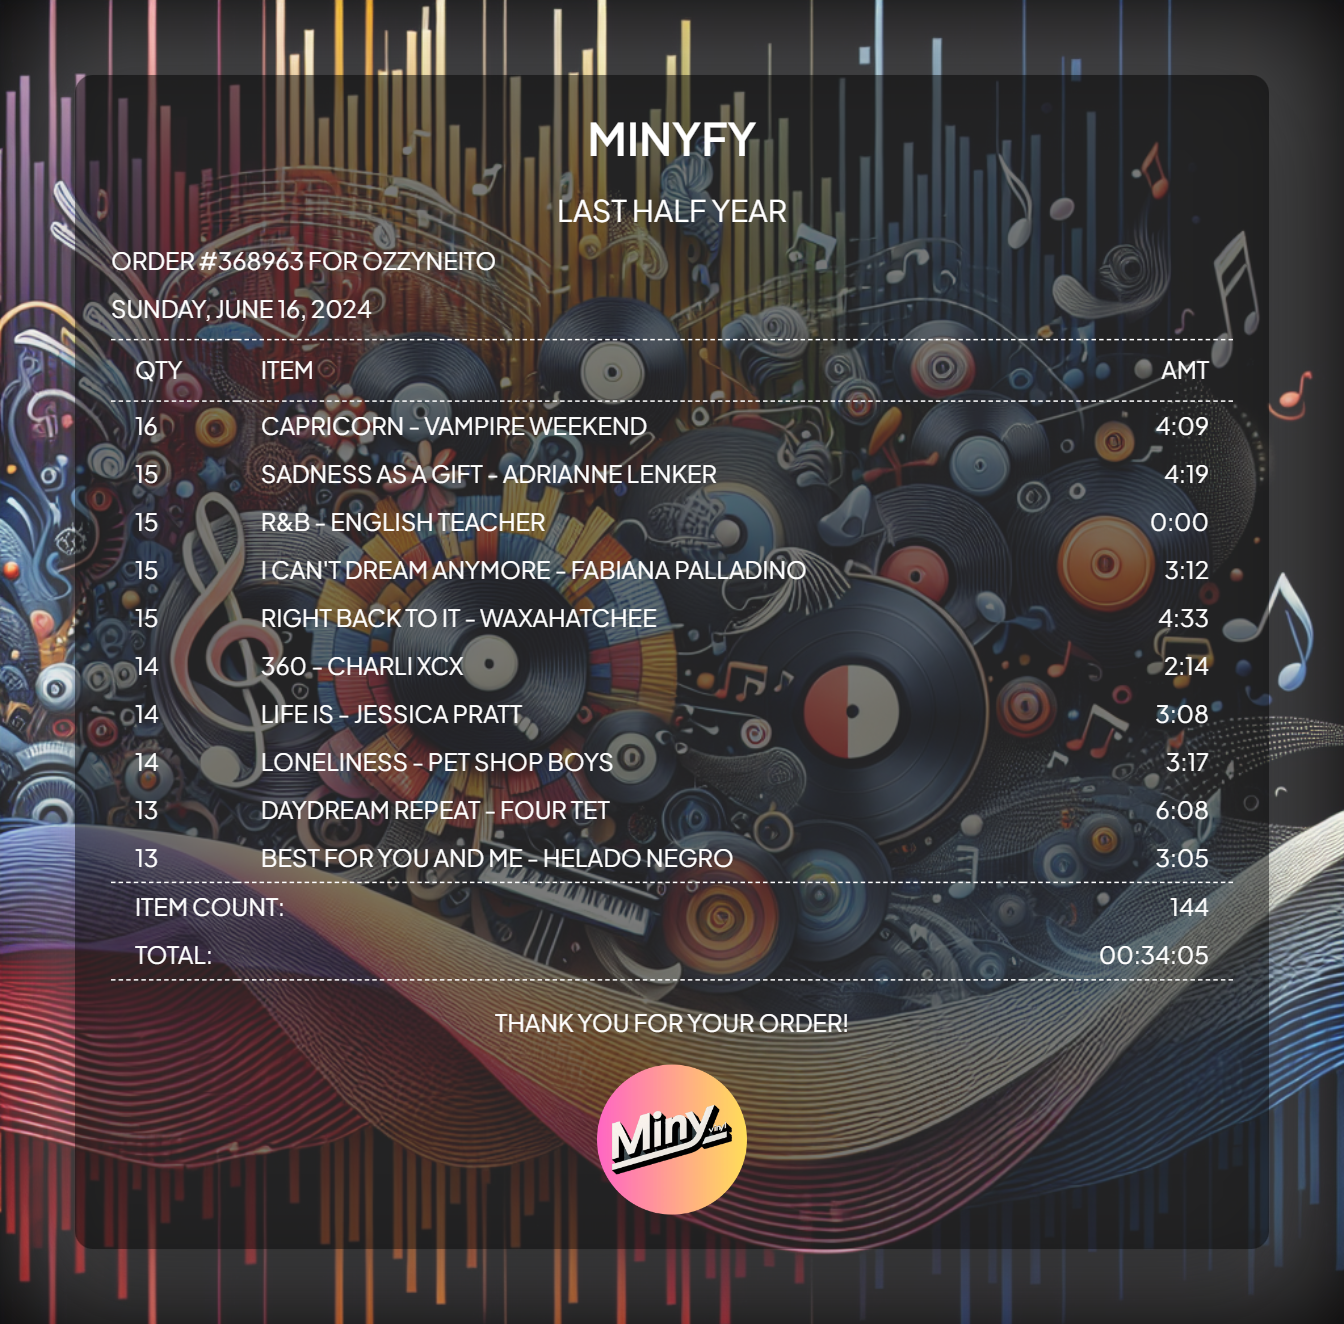 MINYFY
LAST HALF YEAR
ORDER #368963 FOR OZZYNEITO
SUNDAY, JUNE 16, 2024
QTY ITEM AMT
16 CAPRICORN - VAMPIRE WEEKEND 4:09
15 SADNESS AS A GIFT - ADRIANNE LENKER 4:19
15 R&B - ENGLISH TEACHER 0:00
15 I CAN'T DREAM ANYMORE - FABIANA PALLADINO 3:12
15 RIGHT BACK TO IT - WAXAHATCHEE 4:33
14 360 - CHARLI XCX 2:14
14 LIFE IS - JESSICA PRATT 3:08
14 LONELINESS - PET SHOP BOYS 3:17
13 DAYDREAM REPEAT - FOUR TET 6:08
13 BEST FOR YOU AND ME - HELADO NEGRO 3:05
ITEM COUNT: 144
TOTAL: 00:34:05
THANK YOU FOR YOUR ORDER!
Miny
vinyl